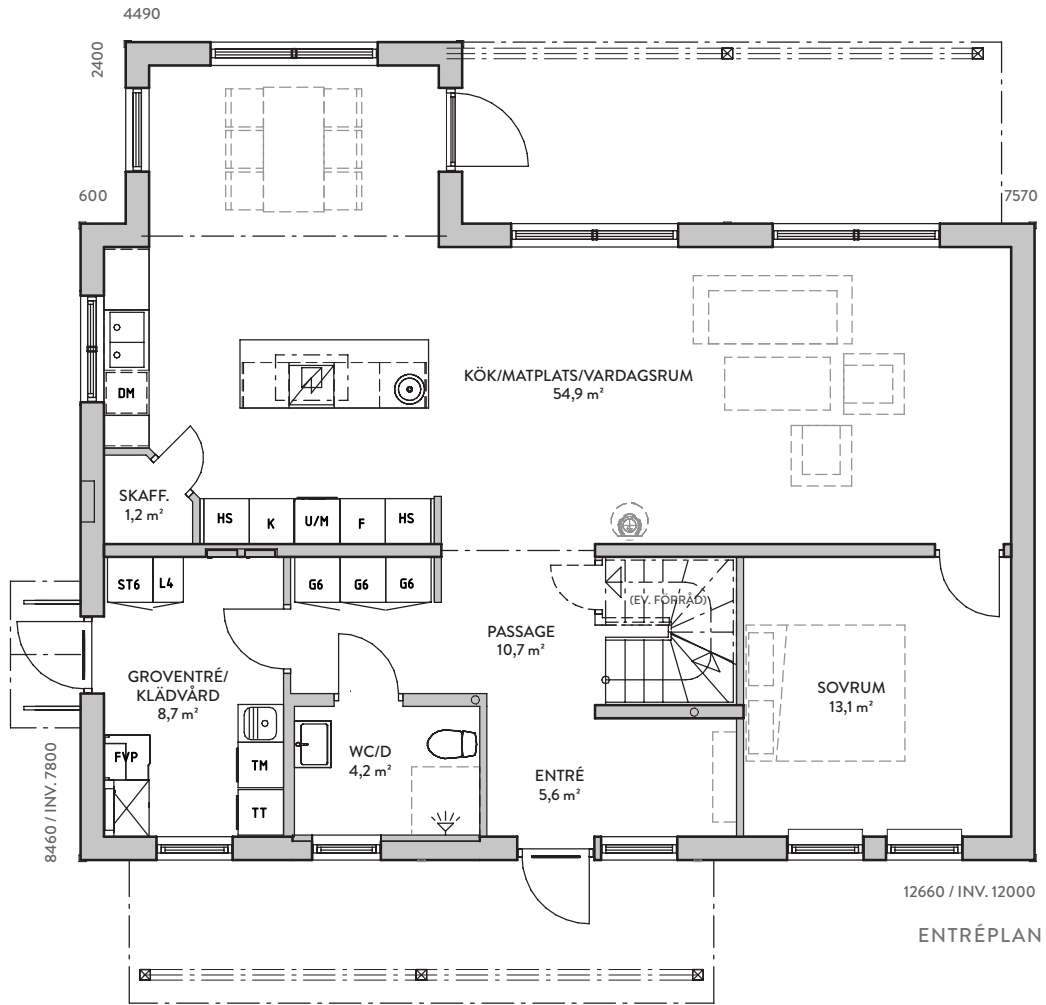 4490
2400
600
7570
KÖK/MATPLATS/VARDAGSRUM
54,9 m²
DM
SKAFF.
1,2 m²
HS
K
U/M
F
HS
ST6
L4
G6
G6
G6
(EV. FÖRRÅD)
PASSAGE
10,7 m²
GROVENTRÉ/
KLÄDVÅRD
8,7 m²
SOVRUM
13,1 m²
FVP
TM
TT
WC/D
4,2 m²
ENTRÉ
5,6 m²
8460 / INV. 7800
12660 / INV. 12000
ENTRÉPLAN